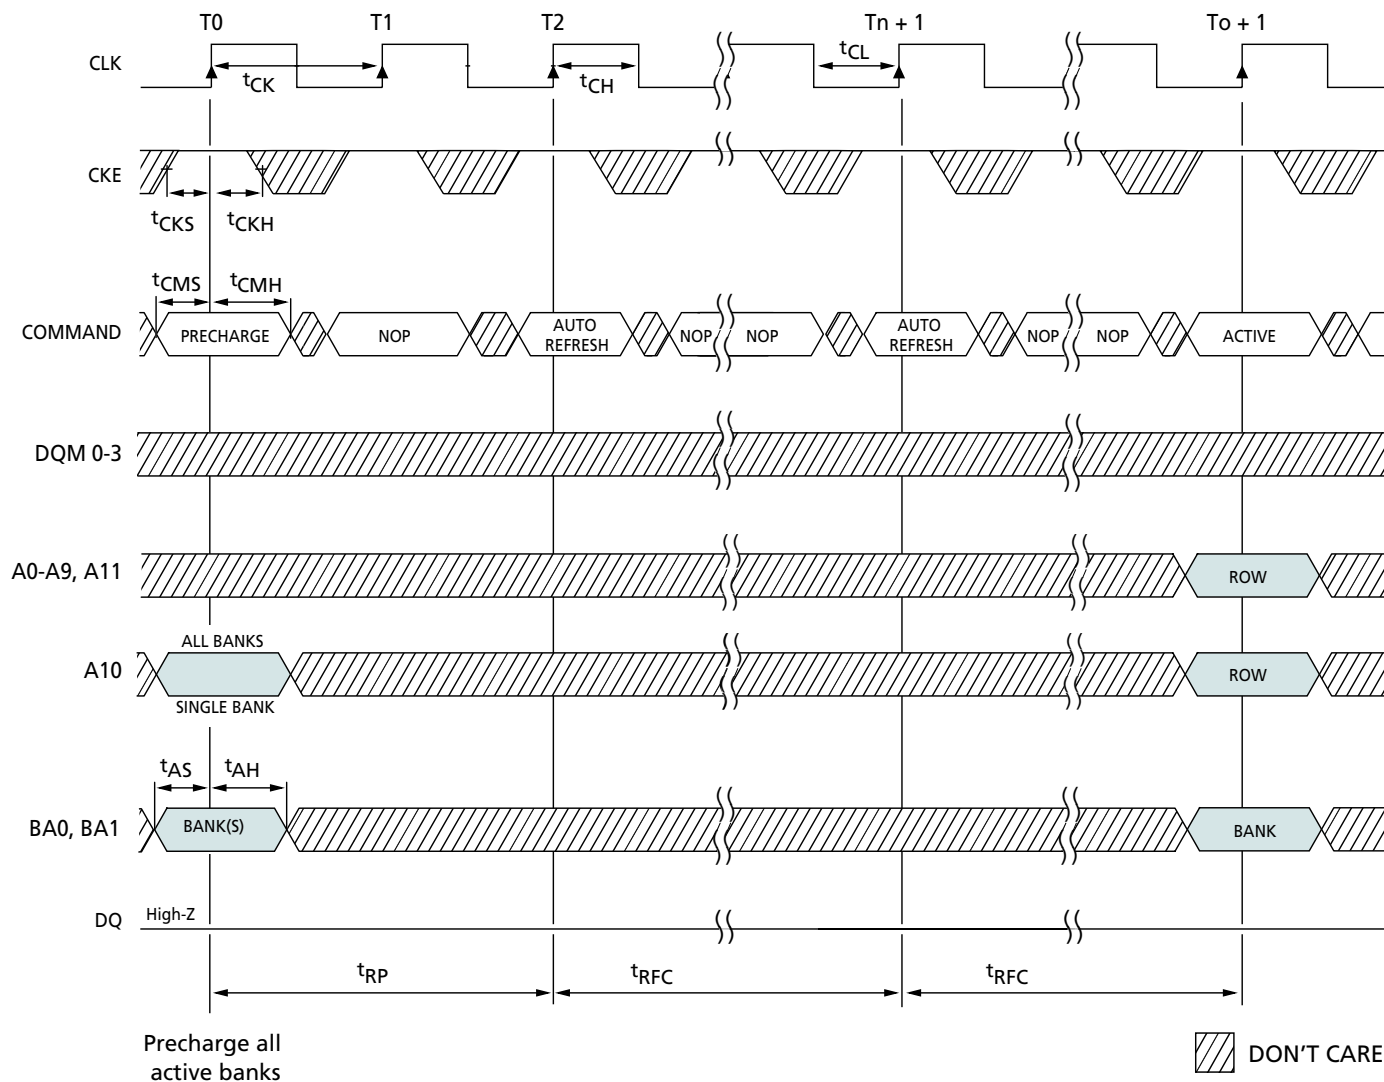 T0 T1 T2 Tn + 1 To + 1
CLK
tCK tCH tCL
CKE
tCKS tCKH
tCMS tCMH
COMMAND PRECHARGE NOP AUTO REFRESH NOP NOP AUTO REFRESH NOP NOP ACTIVE
DQM 0-3
A0-A9, A11 ROW
ALL BANKS
A10 ROW
SINGLE BANK
tAS tAH
BA0, BA1 BANK(S) BANK
DQ High-Z
tRP tRFC tRFC
Precharge all
active banks
DON'T CARE